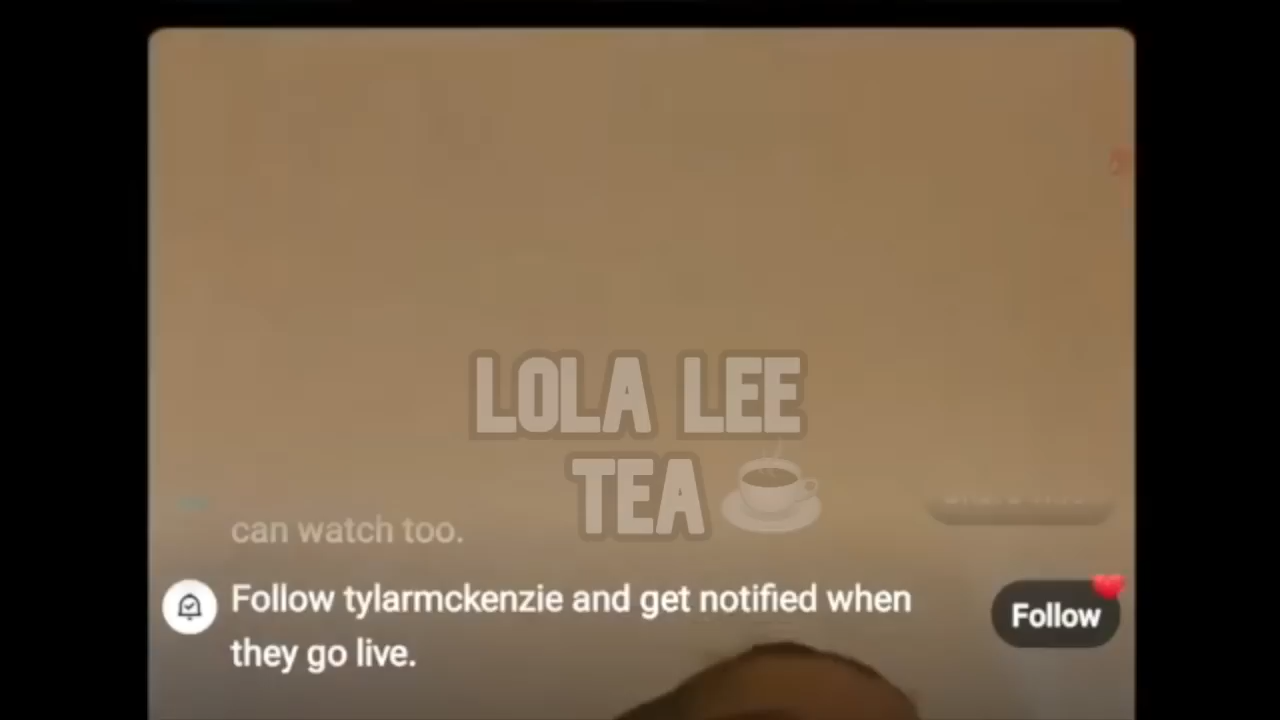 LOLA LEE
TEA
can watch too.
Follow tylarmckenzie and get notified when
they go live.
Follow